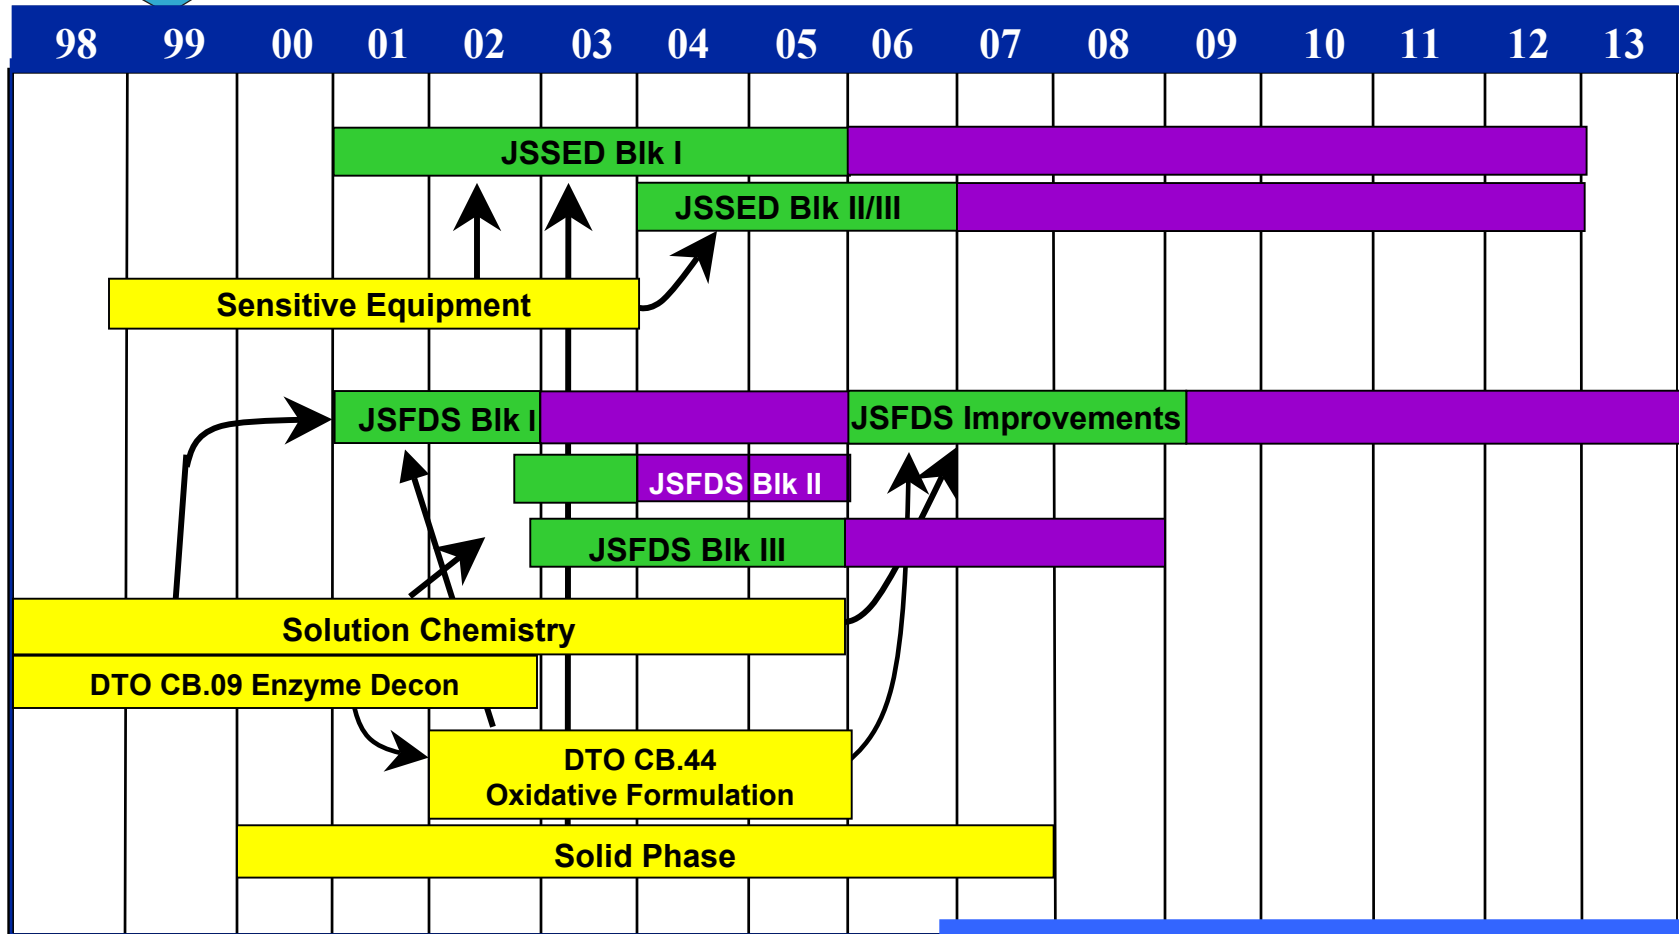 98 99 00 01 02 03 04 05 06 07 08 09 10 11 12 13
JSSED Blk I
JSSED Blk II/III
Sensitive Equipment
JSFDS Blk I
JSFDS Improvements
JSFDS Blk II
JSFDS Blk III
Solution Chemistry
DTO CB.09 Enzyme Decon
DTO CB.44
Oxidative Formulation
Solid Phase